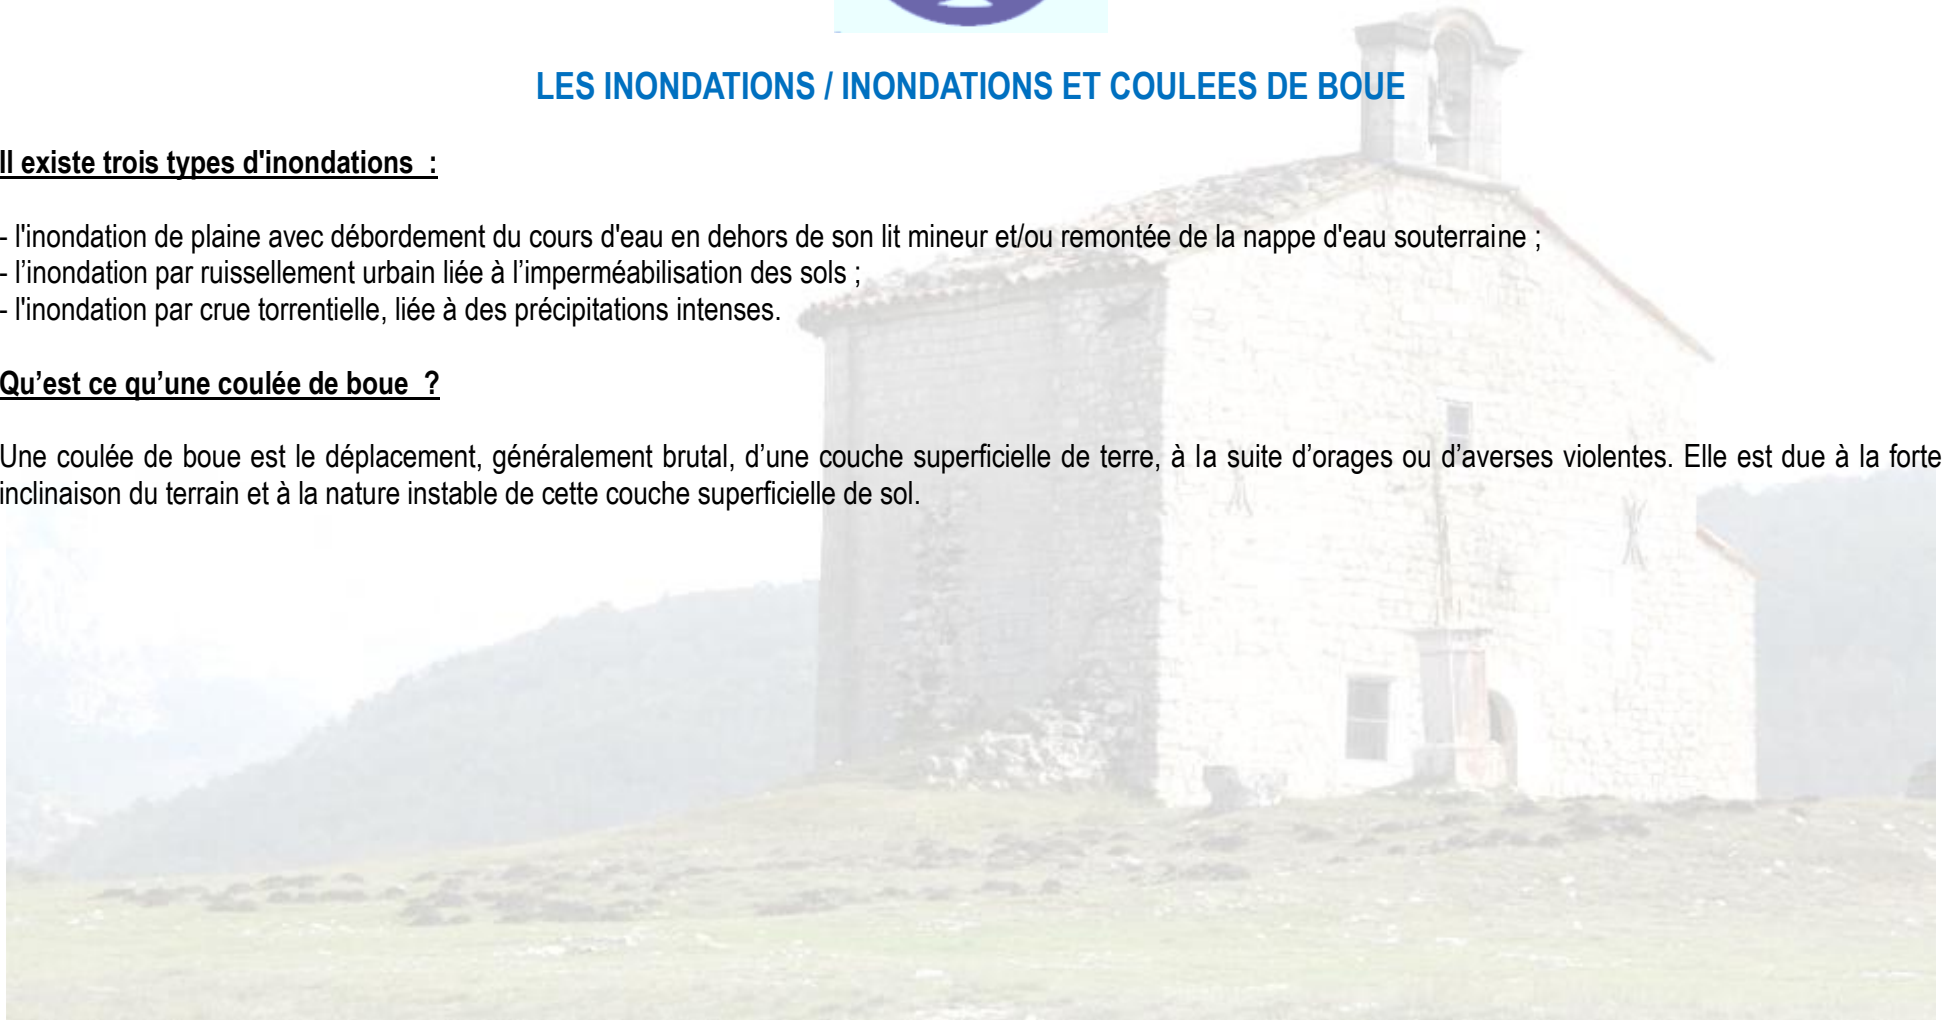 LES INONDATIONS / INONDATIONS ET COULEES DE BOUE
Il existe trois types d'inondations  :
- l'inondation de plaine avec débordement du cours d'eau en dehors de son lit mineur et/ou remontée de la nappe d'eau souterraine ;
- l’inondation par ruissellement urbain liée à l’imperméabilisation des sols ;
- l'inondation par crue torrentielle, liée à des précipitations intenses.
Qu’est ce qu’une coulée de boue  ?
Une coulée de boue est le déplacement, généralement brutal, d’une couche superficielle de terre, à la suite d’orages ou d’averses violentes. Elle est due à la forte
inclinaison du terrain et à la nature instable de cette couche superficielle de sol.